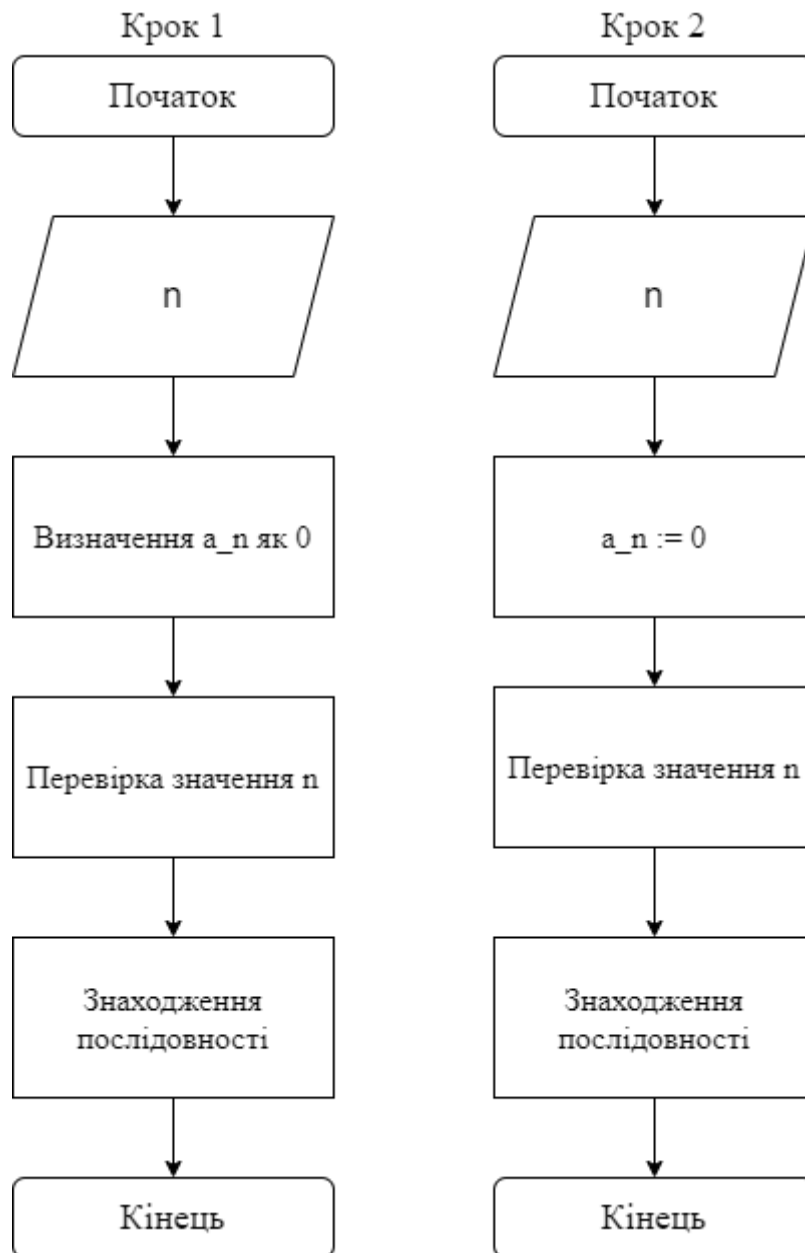 Крок 1
Початок
n
Визначення a_n як 0
Перевірка значення n
Знаходження
послідовності
Кінець
Крок 2
Початок
n
a_n := 0
Перевірка значення n
Знаходження
послідовності
Кінець